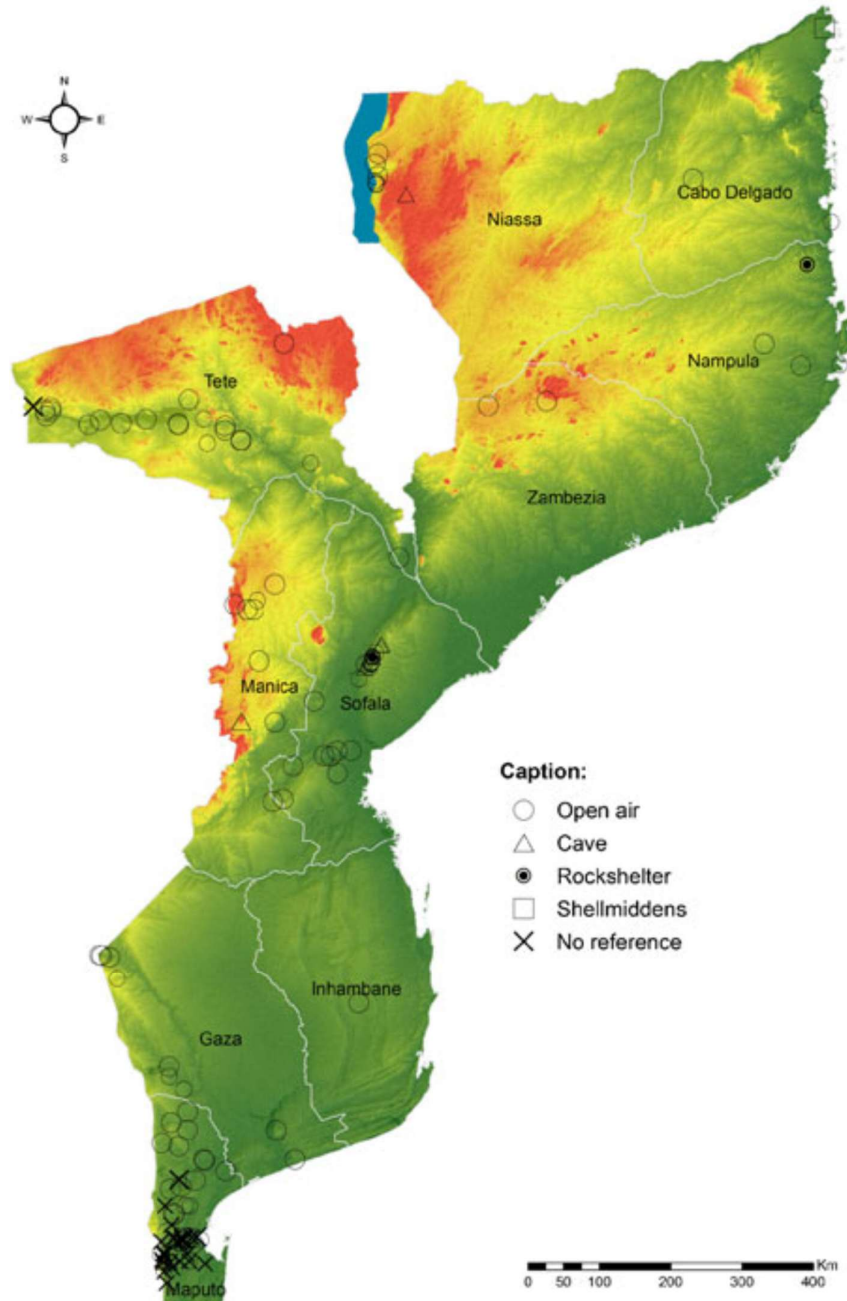 N
W E
S
Cabo Delgado
Niassa
Nampula
Tete
Zambezia
Manica
Sofala
Caption:
Open air
Cave
Rockshelter
Shellmiddens
No reference
Inhambane
Gaza
Maputo
Km
0 50 100 200 300 400